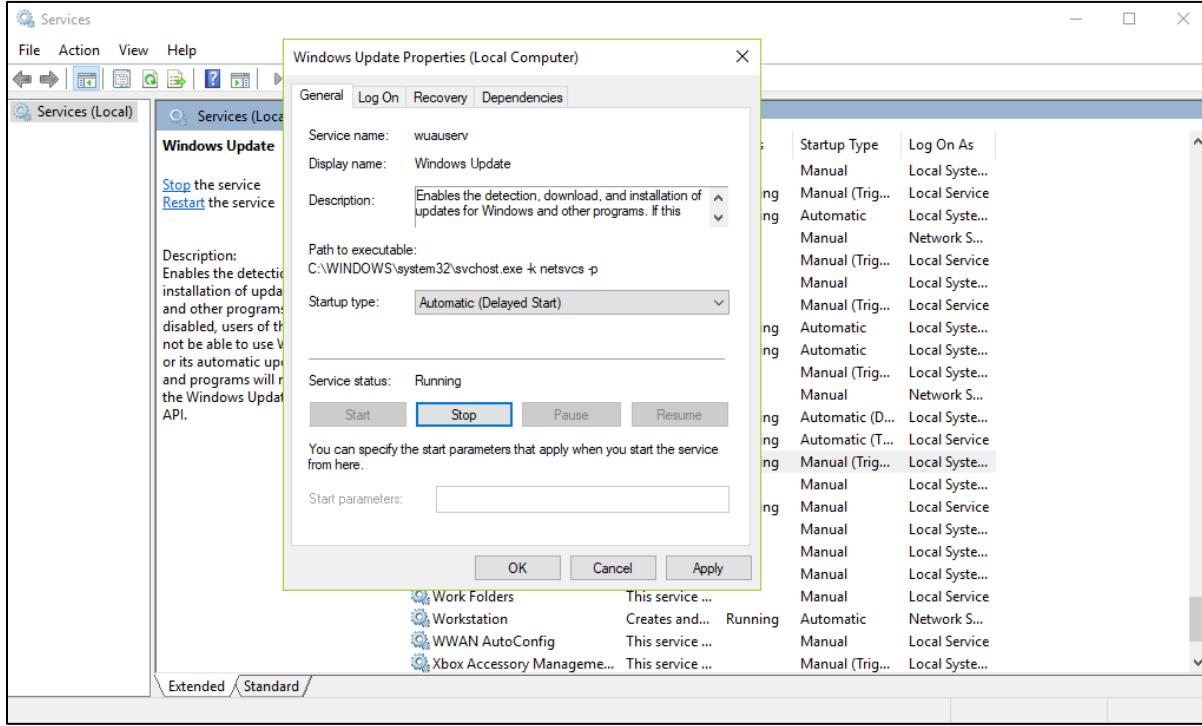 Services
File Action View Help
Services (Local)
Services (Loca
Windows Update
Stop the service
Restart the service
Description:
Enables the detectio
installation of upda
and other programs
disabled, users of th
not be able to use W
or its automatic upd
and programs will n
the Windows Updat
API.
Windows Update Properties (Local Computer)
General Log On Recovery Dependencies
Service name: wuauserv
Display name: Windows Update
Description: Enables the detection, download, and installation of
updates for Windows and other programs. If this
Path to executable:
C:\WINDOWS\system32\svchost.exe -k netsvcs -p
Startup type: Automatic (Delayed Start)
Service status: Running
Start Stop Pause Resume
You can specify the start parameters that apply when you start the service
from here.
Start parameters:
OK Cancel Apply
s Startup Type Log On As
Manual Local Syste...
ing Manual (Trig... Local Service
ing Automatic Local Syste...
Manual Network S...
Manual (Trig... Local Service
Manual Local Syste...
Manual (Trig... Local Service
ing Automatic Local Syste...
ing Automatic Local Syste...
Manual (Trig... Local Syste...
Manual Network S...
ing Automatic (D... Local Syste...
ing Automatic (T... Local Service
ing Manual (Trig... Local Syste...
Manual Local Syste...
ing Manual Local Service
Manual Local Syste...
Manual Local Syste...
Manual Local Syste...
Work Folders This service ... Manual Local Service
Workstation Creates and... Running Automatic Network S...
WWAN AutoConfig This service ... Manual Local Service
Xbox Accessory Manageme... This service ... Manual (Trig... Local Syste...
Extended Standard